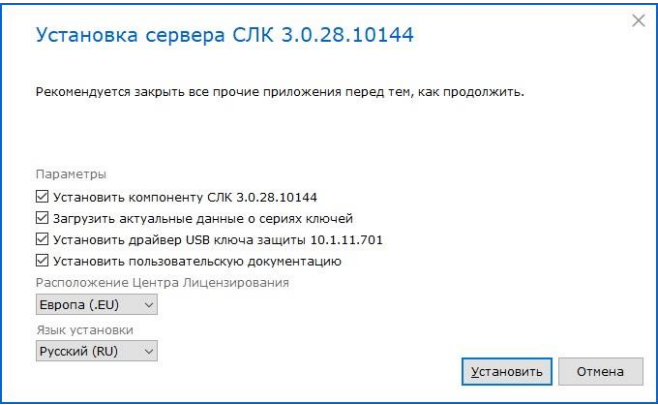 Установка сервера СЛК 3.0.28.10144
Рекомендуется закрыть все прочие приложения перед тем, как продолжить.
Параметры
Установить компоненту СЛК 3.0.28.10144
Загрузить актуальные данные о сериях ключей
Установить драйвер USB ключа защиты 10.1.11.701
Установить пользовательскую документацию
Расположение Центра Лицензирования
Европа (.EU)
Язык установки
Русский (RU)
Установить Отмена